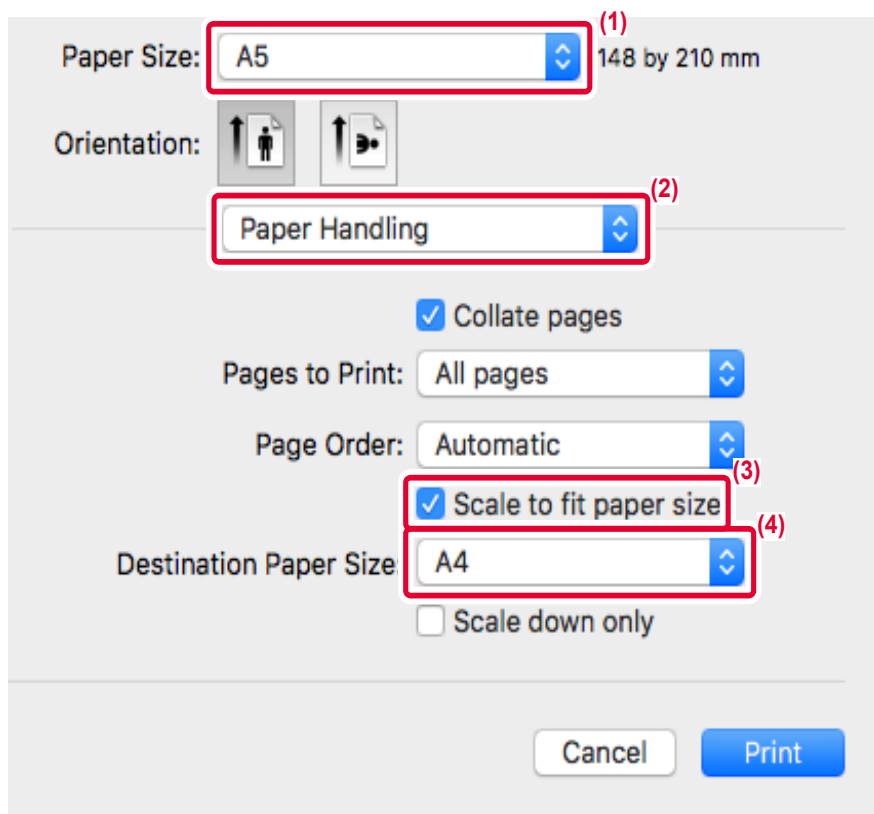 (1)
Paper Size: A5 148 by 210 mm
Orientation:
(2)
Paper Handling
Collate pages
Pages to Print: All pages
Page Order: Automatic
(3)
Scale to fit paper size
(4)
Destination Paper Size: A4
Scale down only
Cancel Print